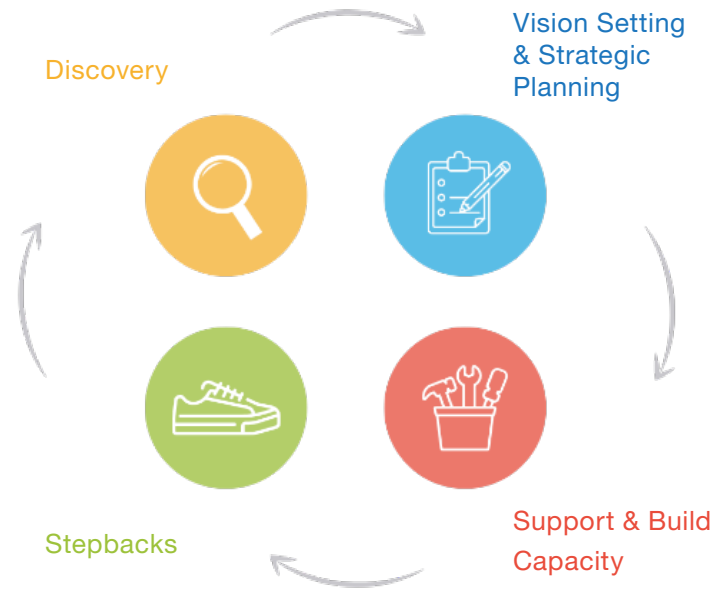 Discovery
Vision Setting
& Strategic
Planning
Stepbacks
Support & Build
Capacity